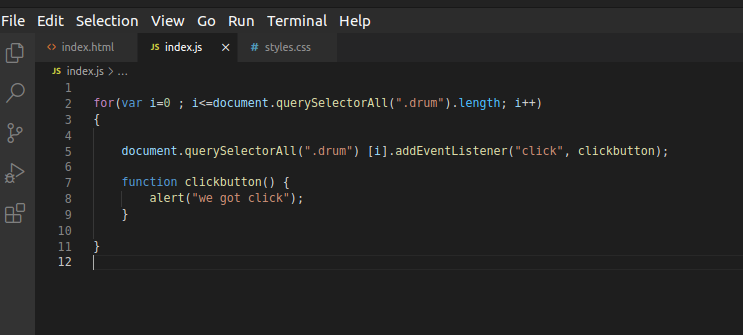 File Edit Selection View Go Run Terminal Help
<> index.html JS index.js × # styles.css
JS index.js > ...
1
2 for(var i=0 ; i<=document.querySelectorAll(".drum").length; i++)
3 {
4
5 document.querySelectorAll(".drum") [i].addEventListener("click", clickbutton);
6
7 function clickbutton() {
8 alert("we got click");
9 }
10
11 }
12